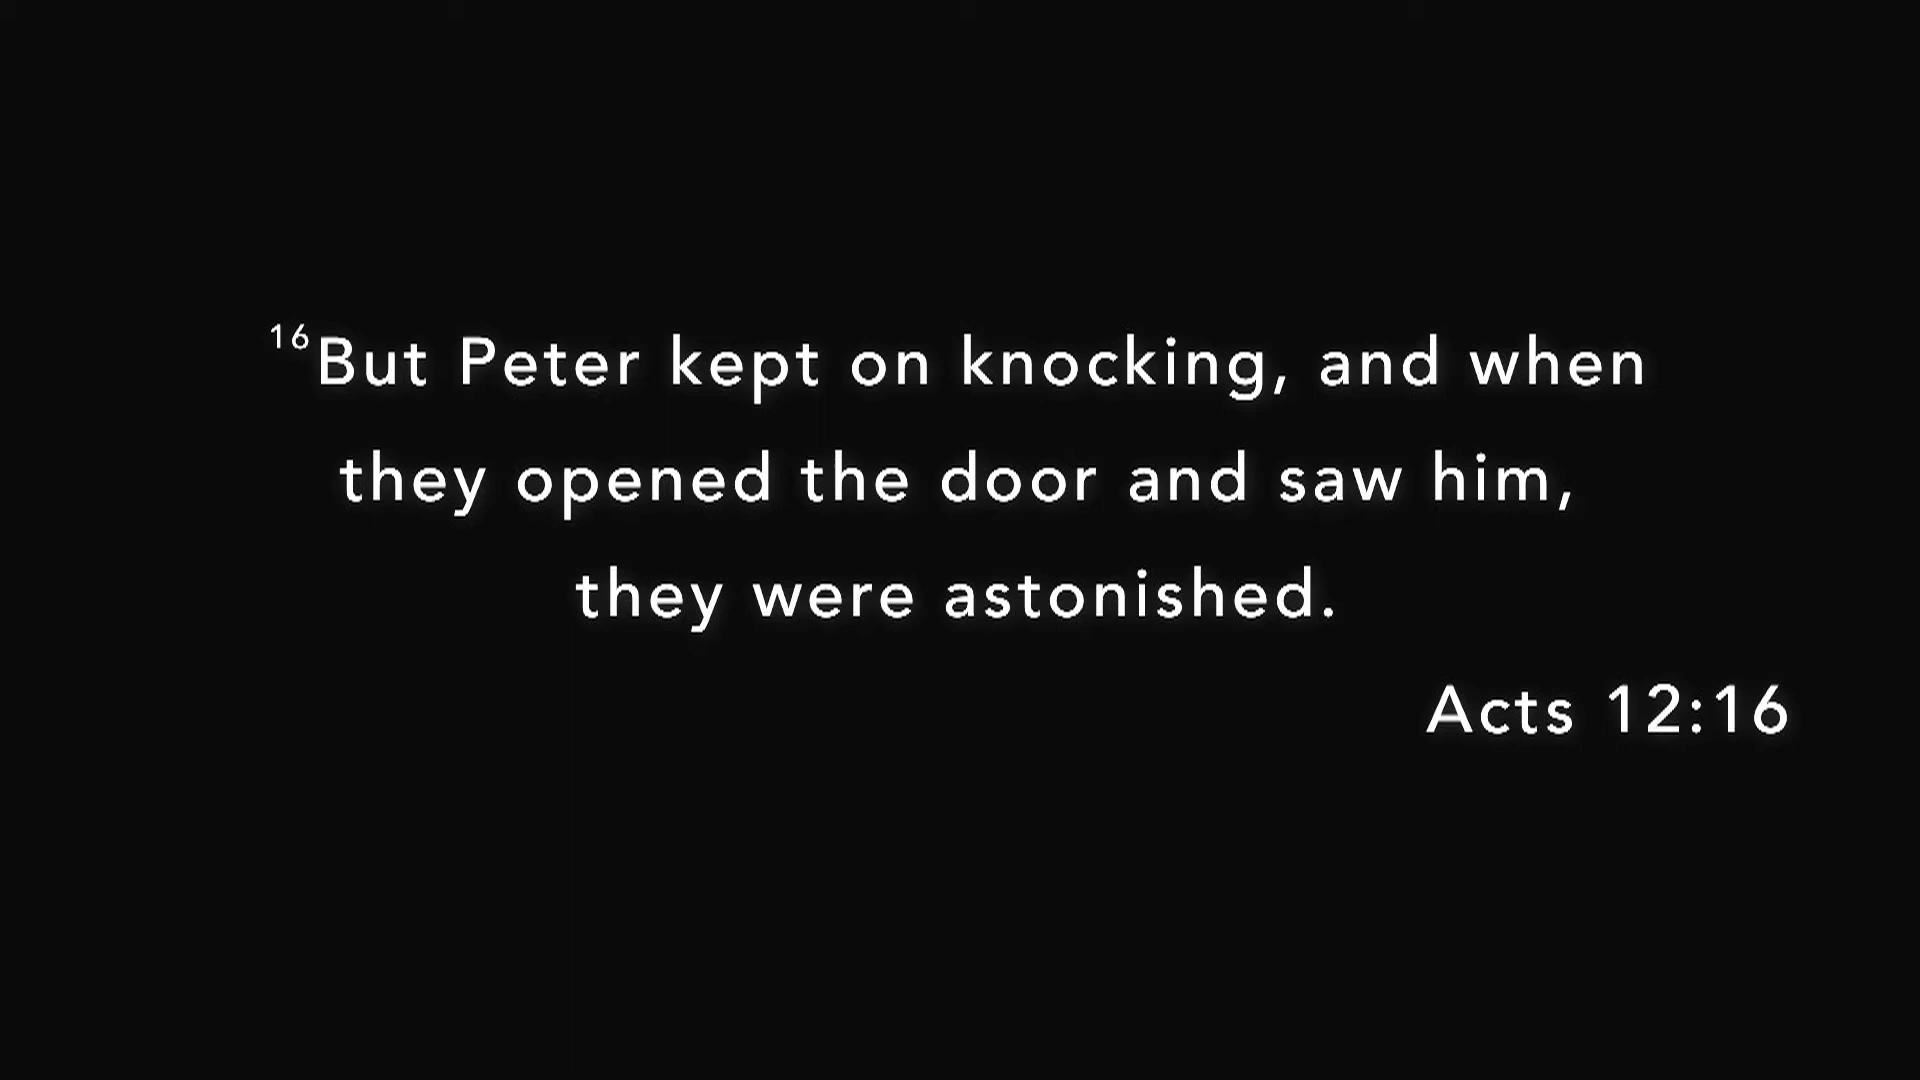 16But Peter kept on knocking, and when
they opened the door and saw him,
they were astonished.
Acts 12:16